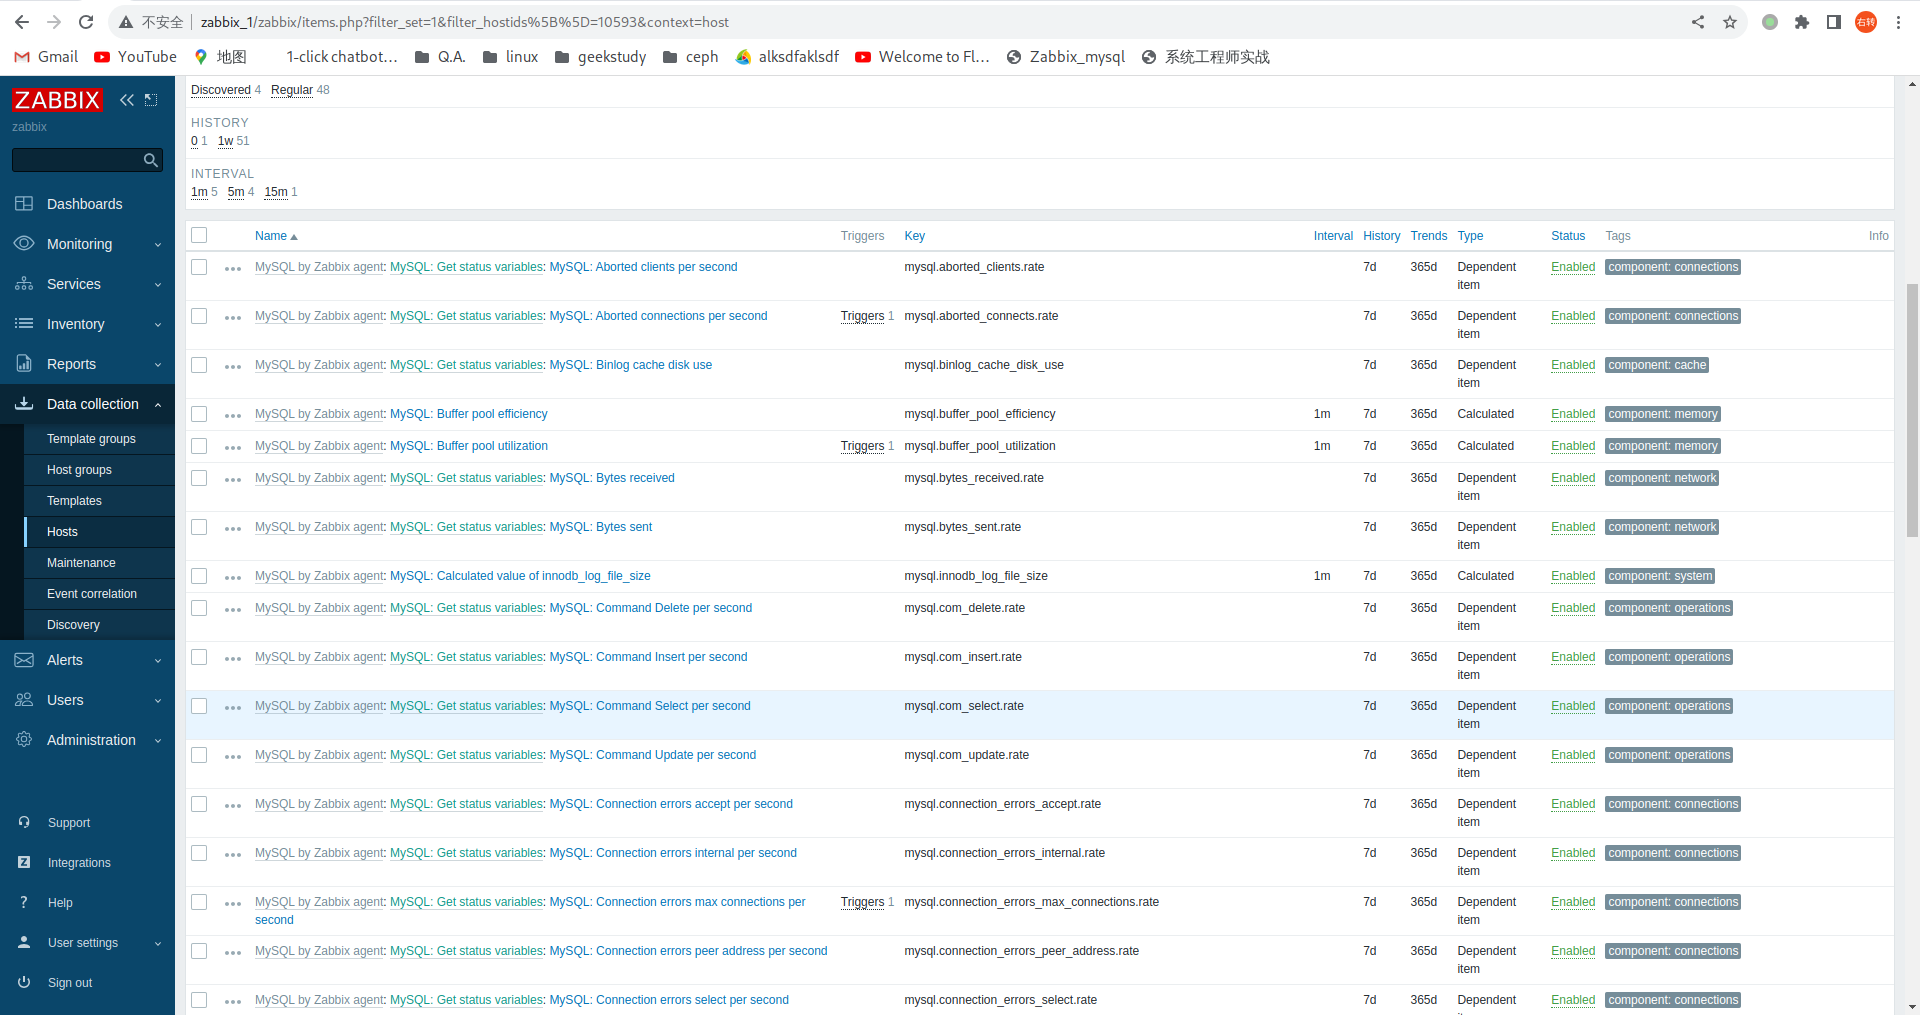 不安全 zabbix_1/zabbix/items.php?filter_set=1&filter_hostids%5B%5D=10593&context=host 右转
Gmail YouTube 地图 1-click chatbot... Q.A. linux geekstudy ceph alksdfaklsdf Welcome to Fl... Zabbix_mysql 系统工程师实战
ZABBIX
zabbix
Dashboards
Monitoring
Services
Inventory
Reports
Data collection
Template groups
Host groups
Templates
Hosts
Maintenance
Event correlation
Discovery
Alerts
Users
Administration
Support
Z Integrations
? Help
User settings
Sign out
Discovered 4 Regular 48
HISTORY
0 1 1w 51
INTERVAL
1m 5 5m 4 15m 1
Name Triggers Key Interval History Trends Type Status Tags Info
MySQL by Zabbix agent: MySQL: Get status variables: MySQL: Aborted clients per second mysql.aborted_clients.rate 7d 365d Dependent Enabled component: connections
item
MySQL by Zabbix agent: MySQL: Get status variables: MySQL: Aborted connections per second Triggers 1 mysql.aborted_connects.rate 7d 365d Dependent Enabled component: connections
item
MySQL by Zabbix agent: MySQL: Get status variables: MySQL: Binlog cache disk use mysql.binlog_cache_disk_use 7d 365d Dependent Enabled component: cache
item
MySQL by Zabbix agent: MySQL: Buffer pool efficiency mysql.buffer_pool_efficiency 1m 7d 365d Calculated Enabled component: memory
MySQL by Zabbix agent: MySQL: Buffer pool utilization Triggers 1 mysql.buffer_pool_utilization 1m 7d 365d Calculated Enabled component: memory
MySQL by Zabbix agent: MySQL: Get status variables: MySQL: Bytes received mysql.bytes_received.rate 7d 365d Dependent Enabled component: network
item
MySQL by Zabbix agent: MySQL: Get status variables: MySQL: Bytes sent mysql.bytes_sent.rate 7d 365d Dependent Enabled component: network
item
MySQL by Zabbix agent: MySQL: Calculated value of innodb_log_file_size mysql.innodb_log_file_size 1m 7d 365d Calculated Enabled component: system
MySQL by Zabbix agent: MySQL: Get status variables: MySQL: Command Delete per second mysql.com_delete.rate 7d 365d Dependent Enabled component: operations
item
MySQL by Zabbix agent: MySQL: Get status variables: MySQL: Command Insert per second mysql.com_insert.rate 7d 365d Dependent Enabled component: operations
item
MySQL by Zabbix agent: MySQL: Get status variables: MySQL: Command Select per second mysql.com_select.rate 7d 365d Dependent Enabled component: operations
item
MySQL by Zabbix agent: MySQL: Get status variables: MySQL: Command Update per second mysql.com_update.rate 7d 365d Dependent Enabled component: operations
item
MySQL by Zabbix agent: MySQL: Get status variables: MySQL: Connection errors accept per second mysql.connection_errors_accept.rate 7d 365d Dependent Enabled component: connections
item
MySQL by Zabbix agent: MySQL: Get status variables: MySQL: Connection errors internal per second mysql.connection_errors_internal.rate 7d 365d Dependent Enabled component: connections
item
MySQL by Zabbix agent: MySQL: Get status variables: MySQL: Connection errors max connections per Triggers 1 mysql.connection_errors_max_connections.rate 7d 365d Dependent Enabled component: connections
second item
MySQL by Zabbix agent: MySQL: Get status variables: MySQL: Connection errors peer address per second mysql.connection_errors_peer_address.rate 7d 365d Dependent Enabled component: connections
item
MySQL by Zabbix agent: MySQL: Get status variables: MySQL: Connection errors select per second mysql.connection_errors_select.rate 7d 365d Dependent Enabled component: connections